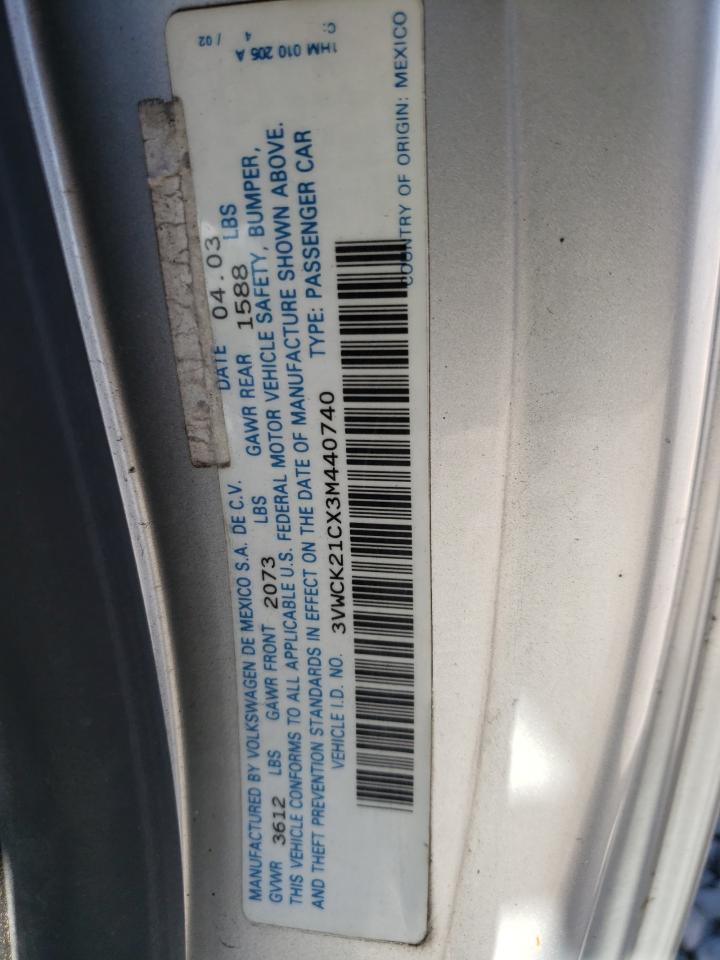 MANUFACTURED BY VOLKSWAGEN DE MEXICO S.A. DE C.V. DATE 04.03
GVWR 3612 LBS GAWR FRONT 2073 LBS GAWR REAR 1588 LBS
THIS VEHICLE CONFORMS TO ALL APPLICABLE U.S. FEDERAL MOTOR VEHICLE SAFETY, BUMPER,
AND THEFT PREVENTION STANDARDS IN EFFECT ON THE DATE OF MANUFACTURE SHOWN ABOVE.
VEHICLE I.D. NO. 3VWCK21CX3M440740 TYPE: PASSENGER CAR
COUNTRY OF ORIGIN: MEXICO
1HM 010 205 A
C: 4 / 02